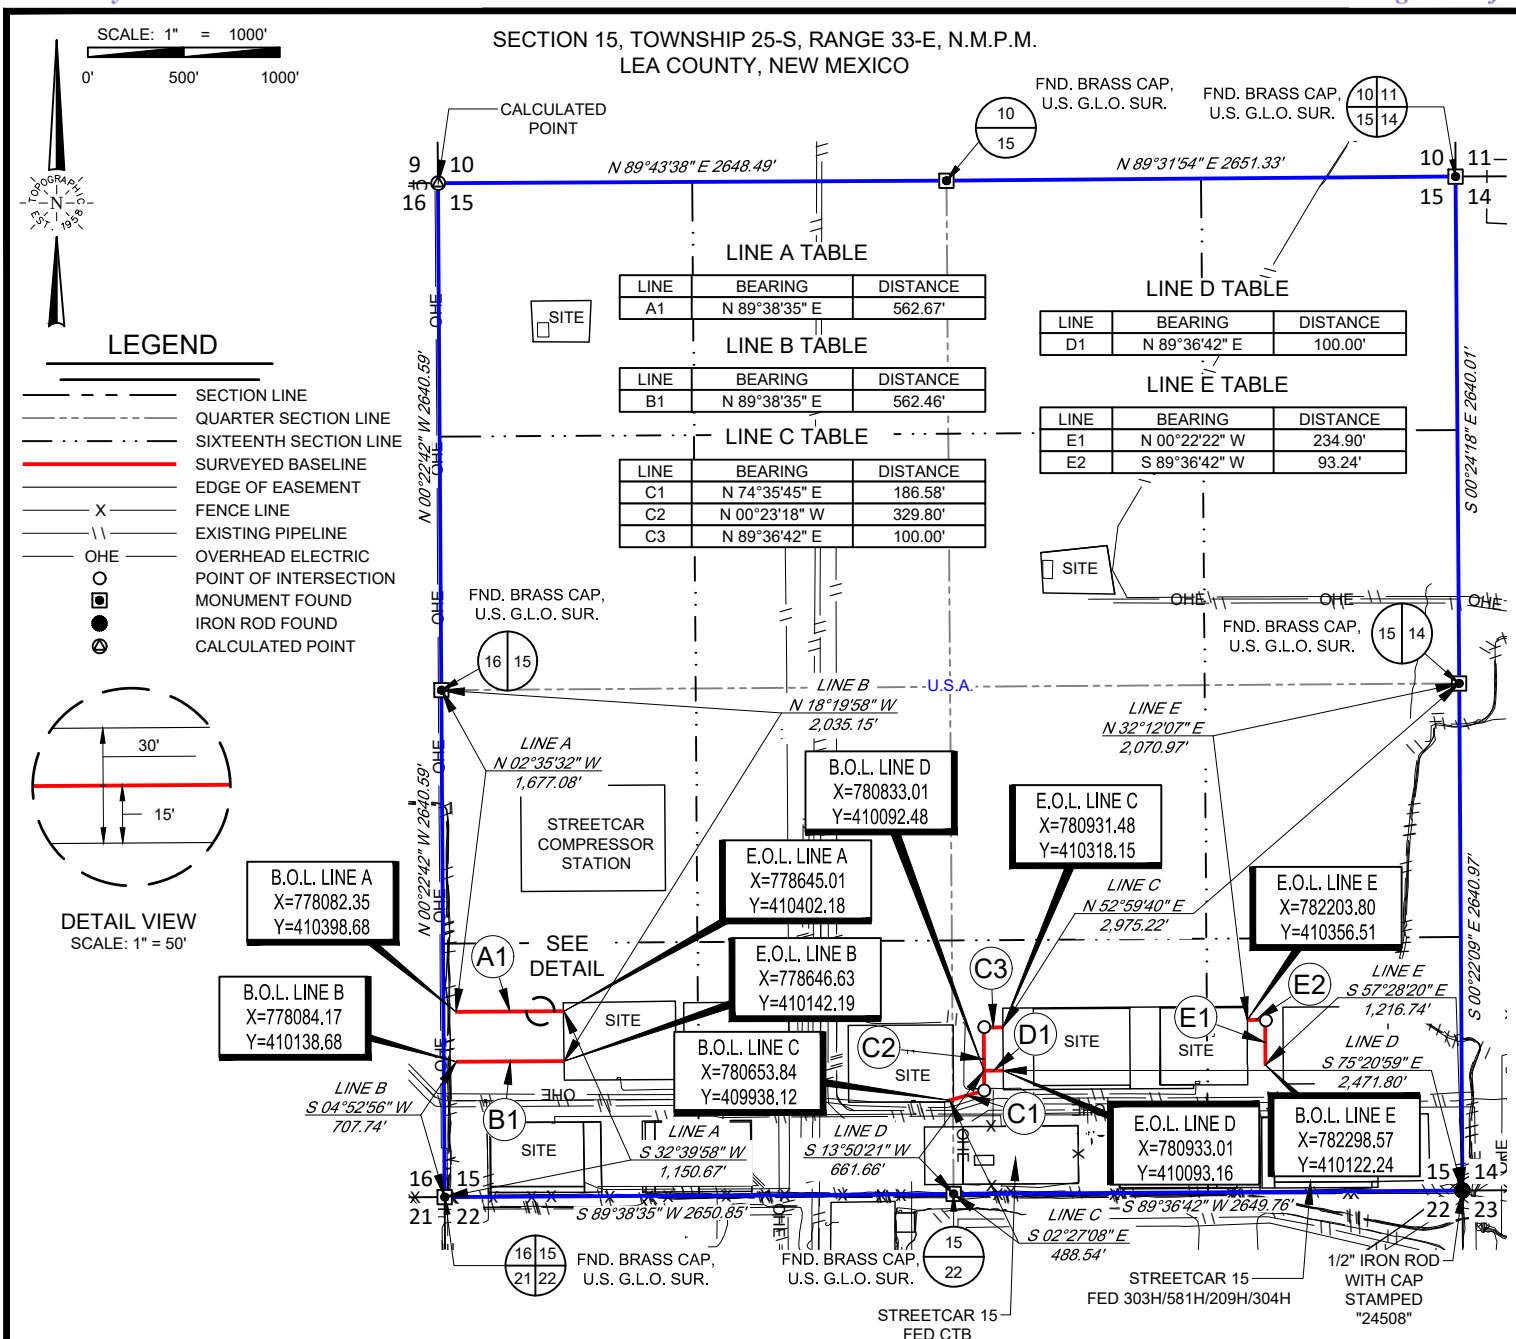 SCALE: 1" = 1000'
0' 500' 1000'
SECTION 15, TOWNSHIP 25-S, RANGE 33-E, N.M.P.M.
LEA COUNTY, NEW MEXICO
TOPOGRAPHIC
N
EST. 1958
CALCULATED
POINT
10
15
FND. BRASS CAP,
U.S. G.L.O. SUR.
FND. BRASS CAP,
U.S. G.L.O. SUR.
10 11
15 14
9 10
16 15
N 89°43'38" E 2648.49'
N 89°31'54" E 2651.33'
10 11
15 14
LEGEND
SECTION LINE
QUARTER SECTION LINE
SIXTEENTH SECTION LINE
SURVEYED BASELINE
EDGE OF EASEMENT
X FENCE LINE
\\ EXISTING PIPELINE
OHE OVERHEAD ELECTRIC
POINT OF INTERSECTION
MONUMENT FOUND
IRON ROD FOUND
CALCULATED POINT
LINE A TABLE
LINE BEARING DISTANCE
A1 N 89°38'35" E 562.67'
LINE B TABLE
LINE BEARING DISTANCE
B1 N 89°38'35" E 562.46'
LINE C TABLE
LINE BEARING DISTANCE
C1 N 74°35'45" E 186.58'
C2 N 00°23'18" W 329.80'
C3 N 89°36'42" E 100.00'
LINE D TABLE
LINE BEARING DISTANCE
D1 N 89°36'42" E 100.00'
LINE E TABLE
LINE BEARING DISTANCE
E1 N 00°22'22" W 234.90'
E2 S 89°36'42" W 93.24'
SITE
SITE
OHE
OHE
OHE
N 00°22'42" W 2640.59'
S 00°24'18" E 2640.01'
OHE OHE OHE
FND. BRASS CAP,
U.S. G.L.O. SUR.
16 15
FND. BRASS CAP,
U.S. G.L.O. SUR.
15 14
U.S.A.
LINE B
N 18°19'58" W
2,035.15'
LINE A
N 02°35'32" W
1,677.08'
LINE E
N 32°12'07" E
2,070.97'
30'
15'
DETAIL VIEW
SCALE: 1" = 50'
OHE
N 00°22'42" W 2640.59'
OHE
STREETCAR
COMPRESSOR
STATION
B.O.L. LINE D
X=780833.01
Y=410092.48
E.O.L. LINE C
X=780931.48
Y=410318.15
E.O.L. LINE A
X=778645.01
Y=410402.18
B.O.L. LINE A
X=778082.35
Y=410398.68
LINE C
N 52°59'40" E
2,975.22'
E.O.L. LINE E
X=782203.80
Y=410356.51
S 00°22'09" E 2640.97'
A1
SEE
DETAIL
E.O.L. LINE B
X=778646.63
Y=410142.19
B.O.L. LINE B
X=778084.17
Y=410138.68
C3
E2
E1
LINE E
S 57°28'20" E
1,216.74'
SITE
C2
D1
SITE
SITE
SITE
LINE D
S 75°20'59" E
2,471.80'
B.O.L. LINE C
X=780653.84
Y=409938.12
OHE
OHE
B1
C1
LINE B
S 04°52'56" W
707.74'
SITE
LINE A
S 32°39'58" W
1,150.67'
LINE D
S 13°50'21" W
661.66'
OHE
E.O.L. LINE D
X=780933.01
Y=410093.16
B.O.L. LINE E
X=782298.57
Y=410122.24
OHE
16 15
21 22
15 14
22 23
S 89°38'35" W 2650.85'
OHE
S 89°36'42" W 2649.76'
LINE C
S 02°27'08" E
488.54'
16 15
21 22
FND. BRASS CAP,
U.S. G.L.O. SUR.
FND. BRASS CAP,
U.S. G.L.O. SUR.
15
22
STREETCAR 15
FED CTB
STREETCAR 15
FED 303H/581H/209H/304H
1/2" IRON ROD
WITH CAP
STAMPED
"24508"